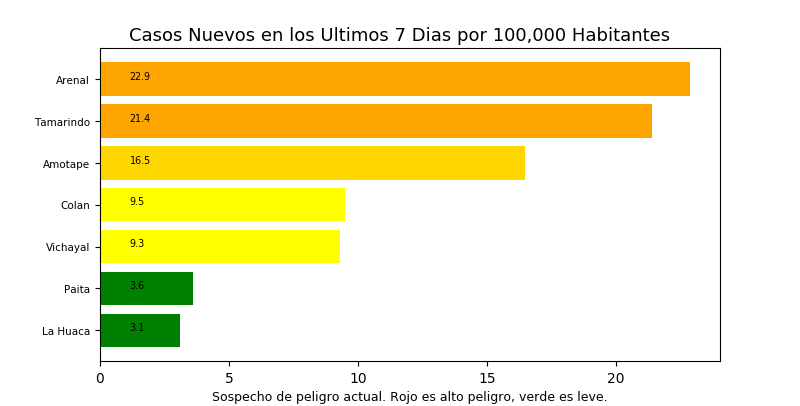 Casos Nuevos en los Ultimos 7 Dias por 100,000 Habitantes
Arenal 22.9
Tamarindo 21.4
Amotape 16.5
Colan 9.5
Vichayal 9.3
Paita 3.6
La Huaca 3.1
0 5 10 15 20
Sospecho de peligro actual. Rojo es alto peligro, verde es leve.